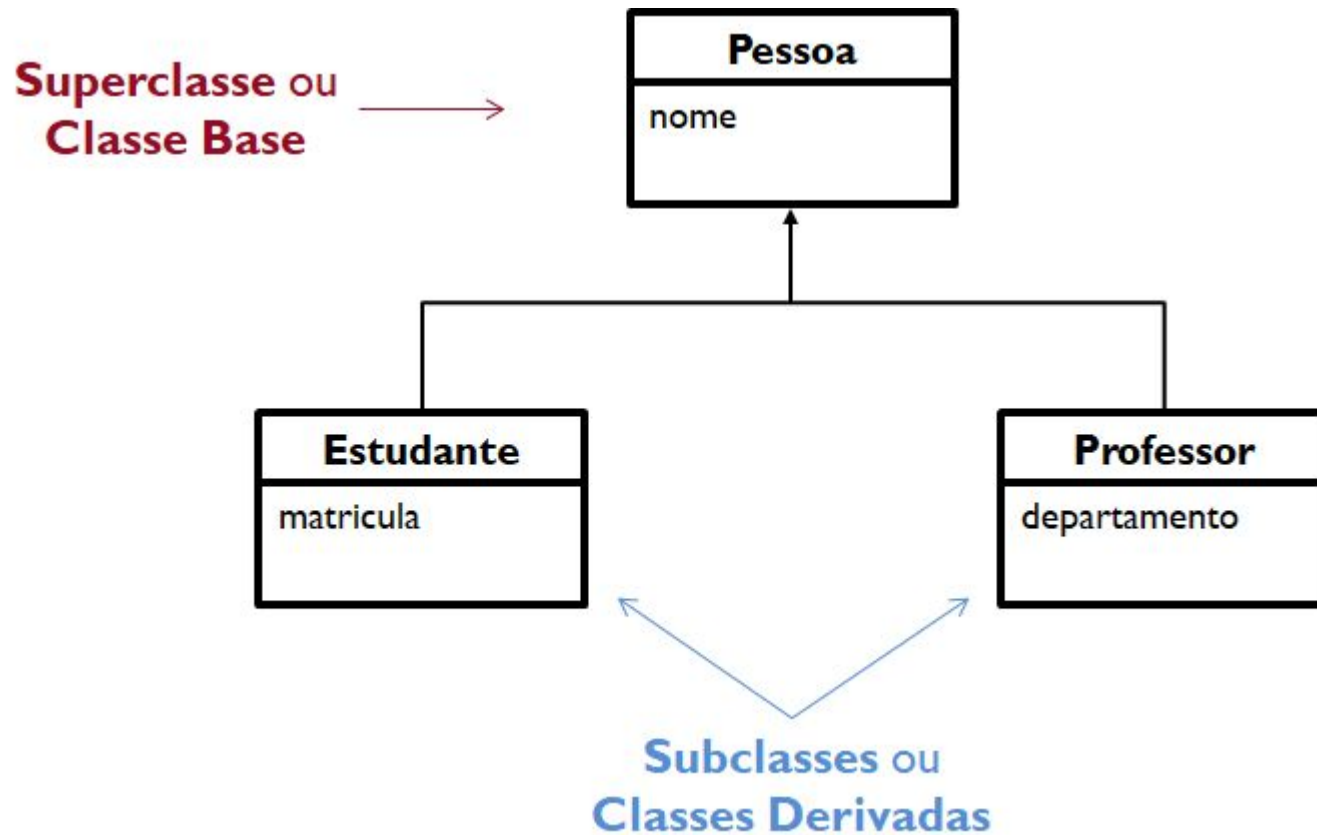 Pessoa
Superclasse ou
Classe Base
nome
Estudante
Professor
matricula
departamento
Subclasses ou
Classes Derivadas